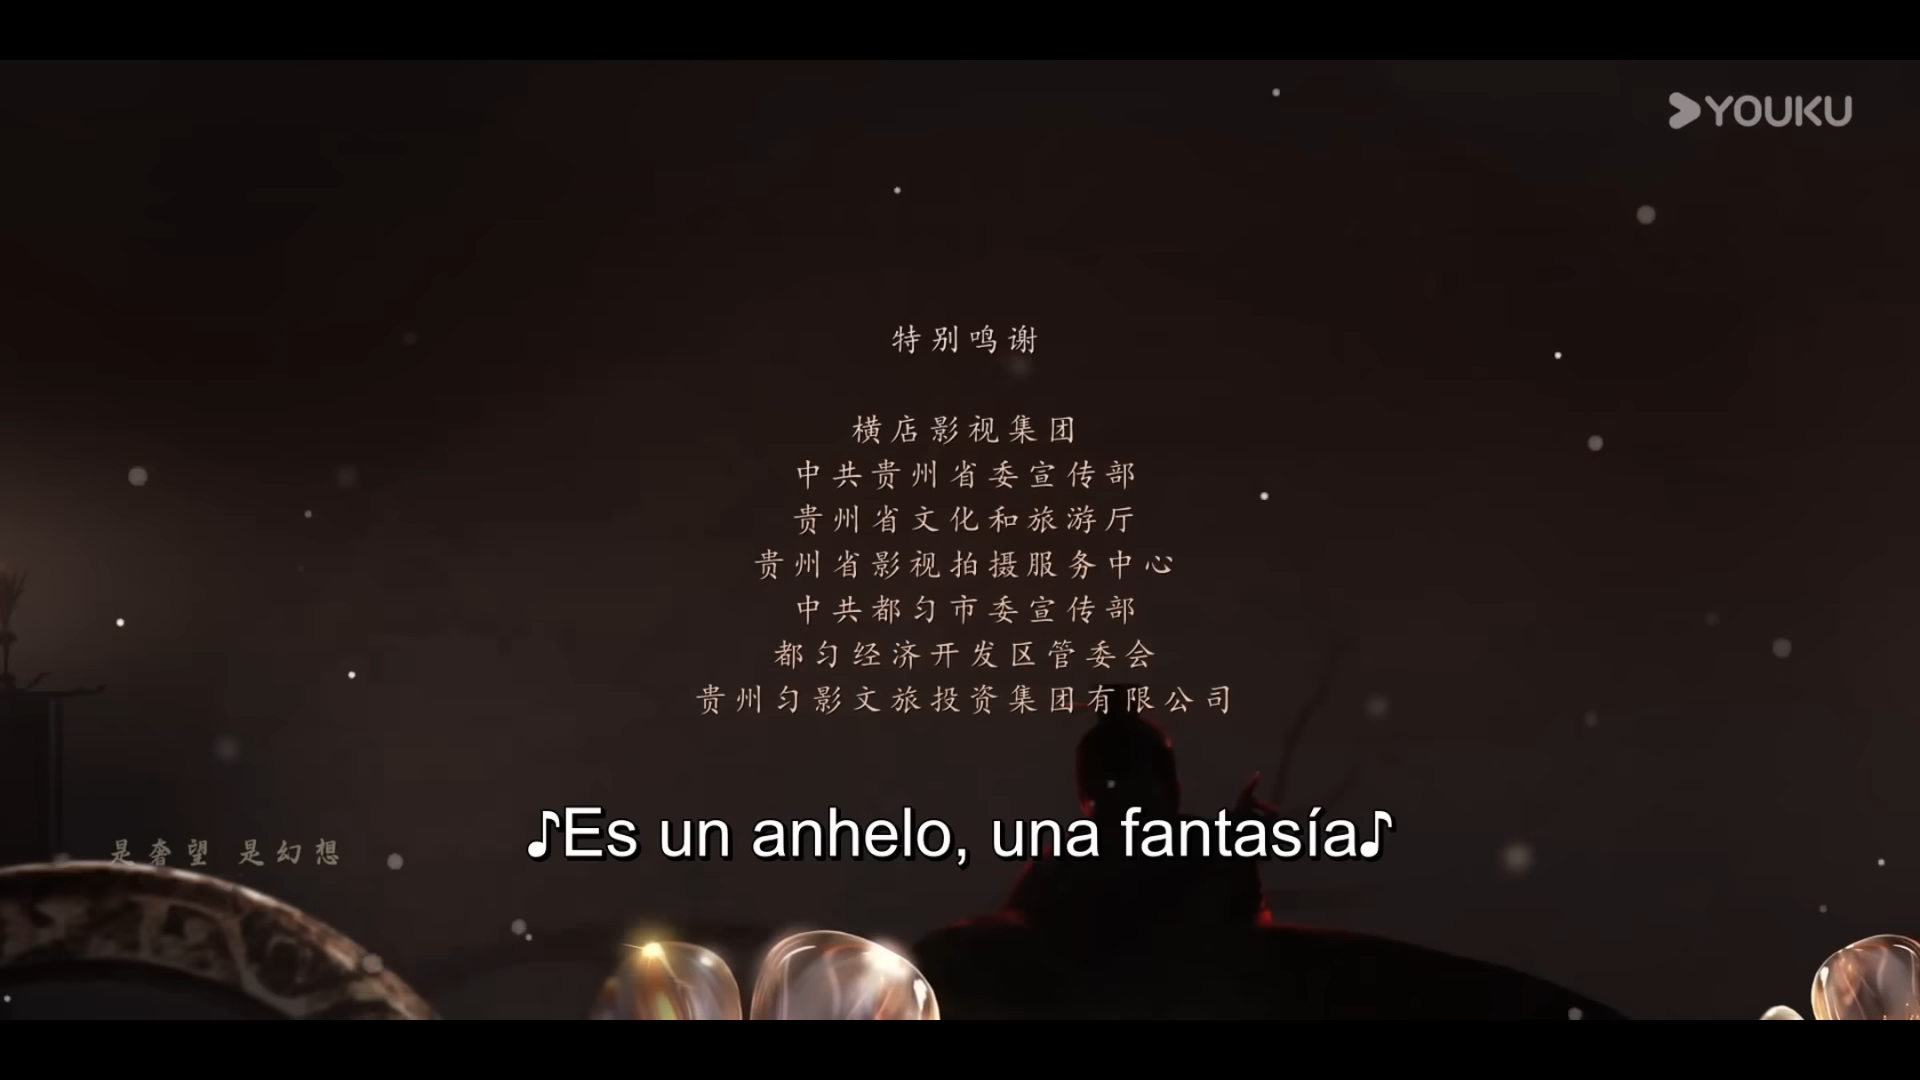 YOUKU
特别鸣谢
横店影视集团
中共贵州省委宣传部
贵州省文化和旅游厅
贵州省影视拍摄服务中心
中共都匀市委宣传部
都匀经济开发区管委会
贵州匀影文旅投资集团有限公司
♪Es un anhelo, una fantasía♪
是奢望 是幻想